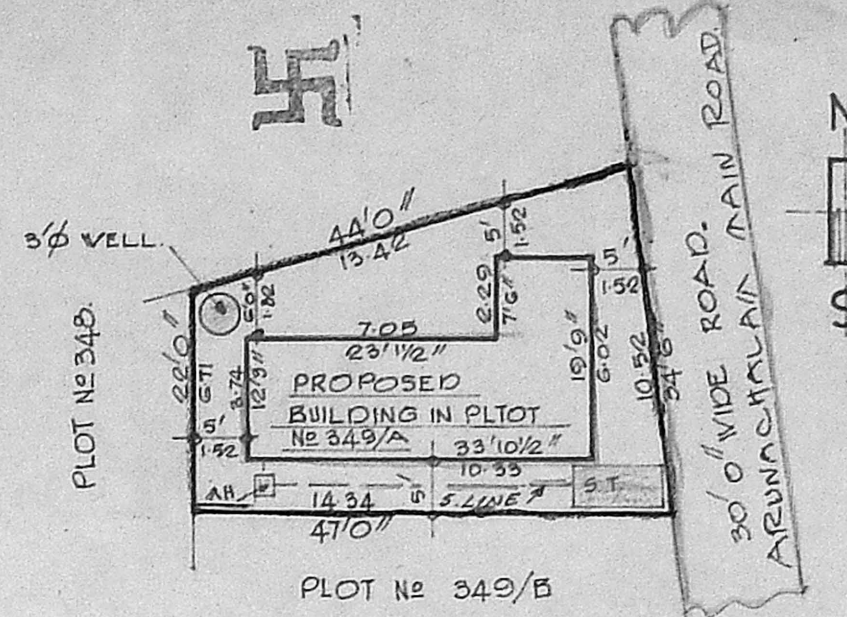 44'0"
13.42
3'Φ WELL.
5'
1.52
5'
1.52
6'0"
1.82
2.29
7'6"
22'0"
6.71
7.05
23'1½"
3.74
12'3"
19'9"
6.02
10.52
34'6"
PROPOSED
BUILDING IN PLTOT
Nº 349/A
33'10½"
10.33
5'
1.52
5'
14.34
S.LINE
S.T.
47'0"
PLOT Nº 348.
30'0" WIDE ROAD.
ARUNACHALAM MAIN ROAD.
PLOT Nº 349/B
N
S